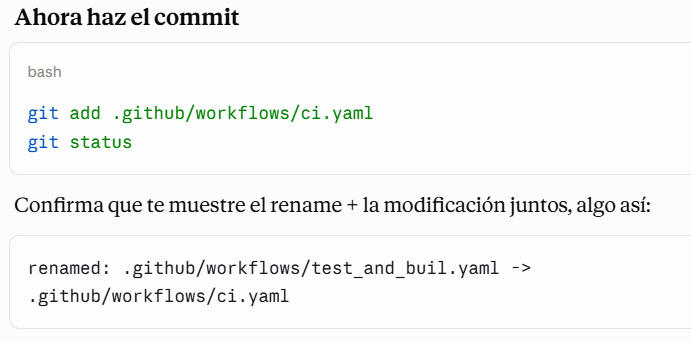 Ahora haz el commit
bash
git add .github/workflows/ci.yaml
git status
Confirma que te muestre el rename + la modificación juntos, algo así:
renamed: .github/workflows/test_and_buil.yaml ->
.github/workflows/ci.yaml